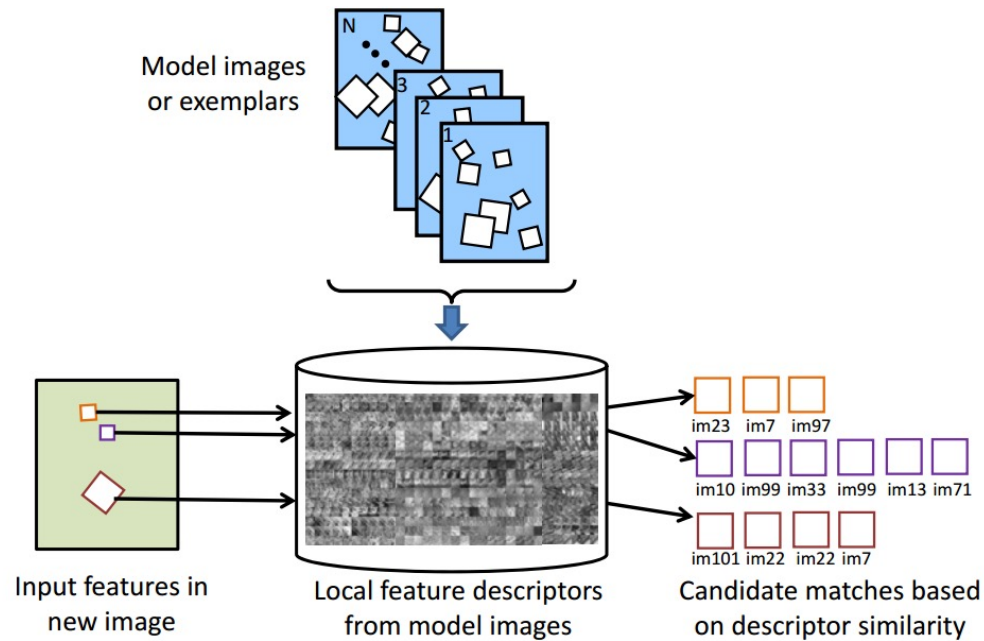 N
Model images
or exemplars
3
2
1
im23 im7 im97
im10 im99 im33 im99 im13 im71
im101 im22 im22 im7
Input features in
new image
Local feature descriptors
from model images
Candidate matches based
on descriptor similarity